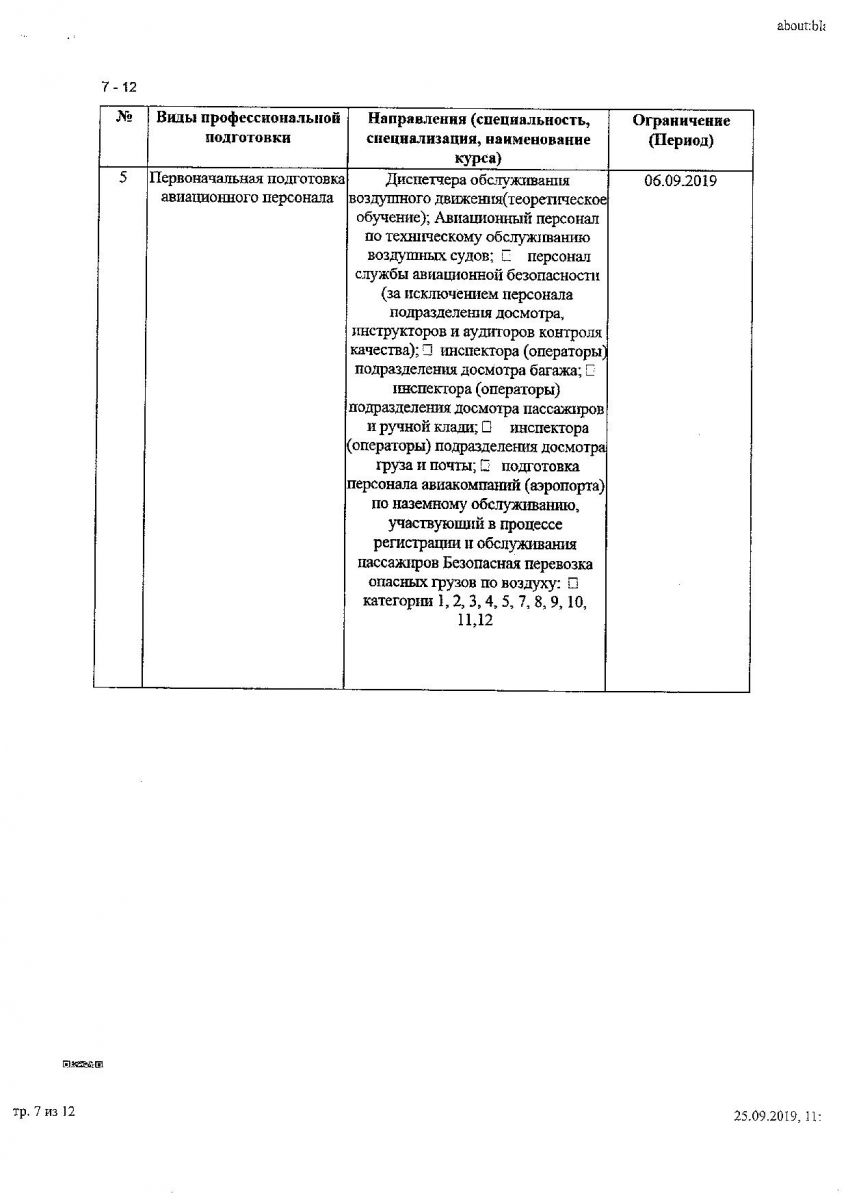 about:bl
7 - 12
№
Виды профессиональной
подготовки
Направления (специальность,
специализация, наименование
курса)
Ограничение
(Период)
5
Первоначальная подготовка
авиационного персонала
Диспетчера обслуживания
воздушного движения(теоретическое
обучение); Авиационный персонал
по техническому обслуживанию
воздушных судов; □ персонал
службы авиационной безопасности
(за исключением персонала
подразделения досмотра,
инструкторов и аудиторов контроля
качества); □ инспектора (операторы)
подразделения досмотра багажа; □
инспектора (операторы)
подразделения досмотра пассажиров
и ручной клади; □ инспектора
(операторы) подразделения досмотра
груза и почты; □ подготовка
персонала авиакомпаний (аэропорта)
по наземному обслуживанию,
участвующий в процессе
регистрации и обслуживания
пассажиров Безопасная перевозка
опасных грузов по воздуху: □
категории 1, 2, 3, 4, 5, 7, 8, 9, 10,
11,12
06.09.2019
тр. 7 из 12
25.09.2019, 11: